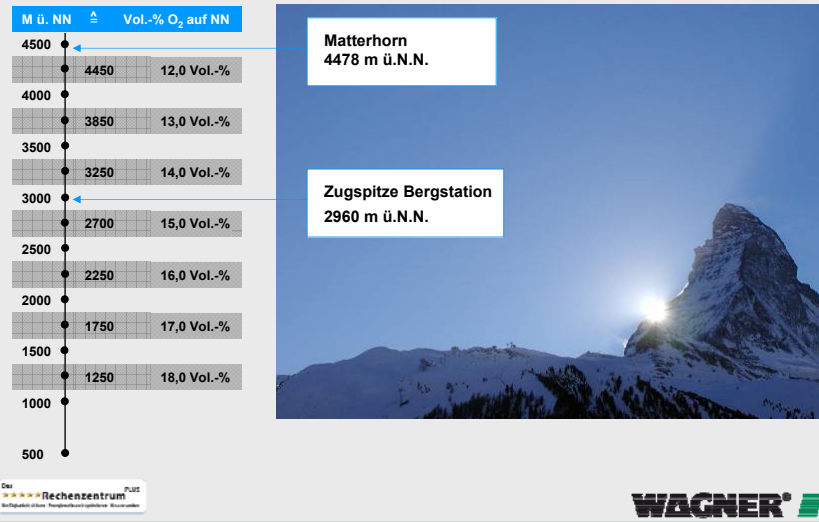 M ü. NN ≙ Vol.-% O₂ auf NN
4500
4450 12,0 Vol.-%
4000
3850 13,0 Vol.-%
3500
3250 14,0 Vol.-%
3000
2700 15,0 Vol.-%
2500
2250 16,0 Vol.-%
2000
1750 17,0 Vol.-%
1500
1250 18,0 Vol.-%
1000
500
Matterhorn
4478 m ü.N.N.
Zugspitze Bergstation
2960 m ü.N.N.
Das
Rechenzentrum PLUS
WAGNER®